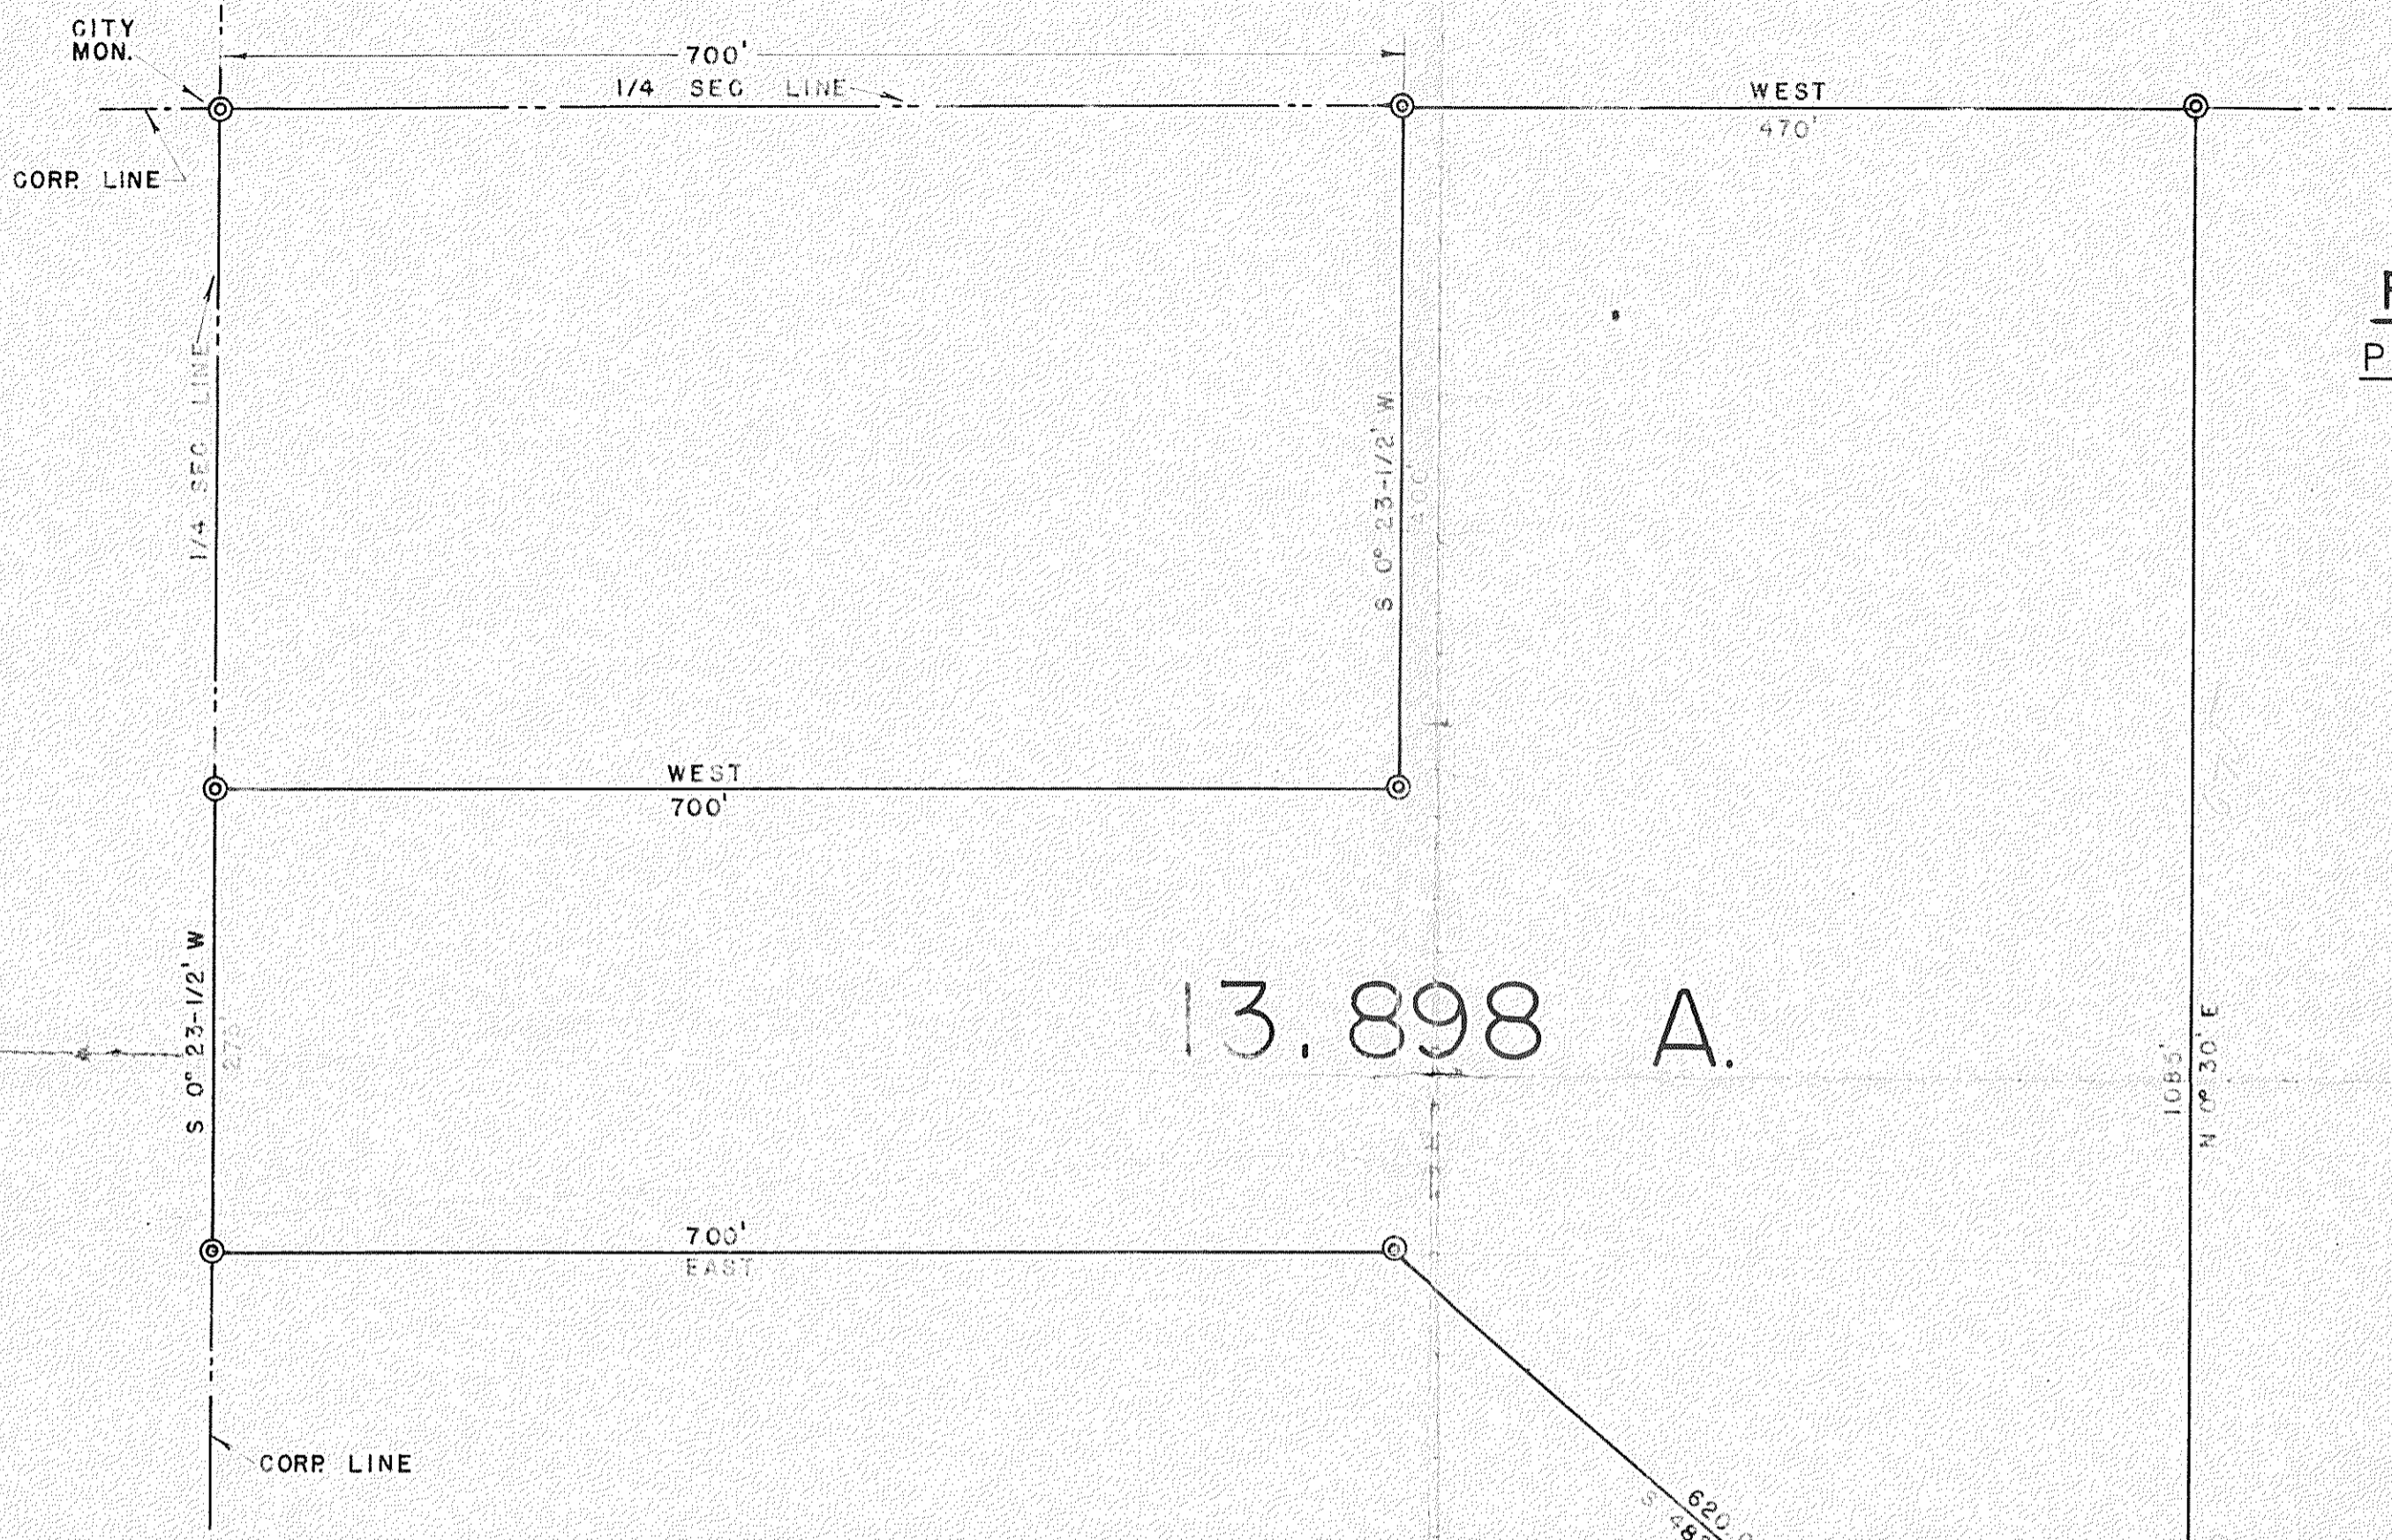 CITY
MON.
700'
1/4 SEC LINE
WEST
470'
CORP. LINE
1/4 SEC LINE
S 0° 23-1/2' W
WEST
700'
S 0° 23-1/2' W
13.898 A.
1085'
N 0° 30' E
700'
EAST
CORP. LINE